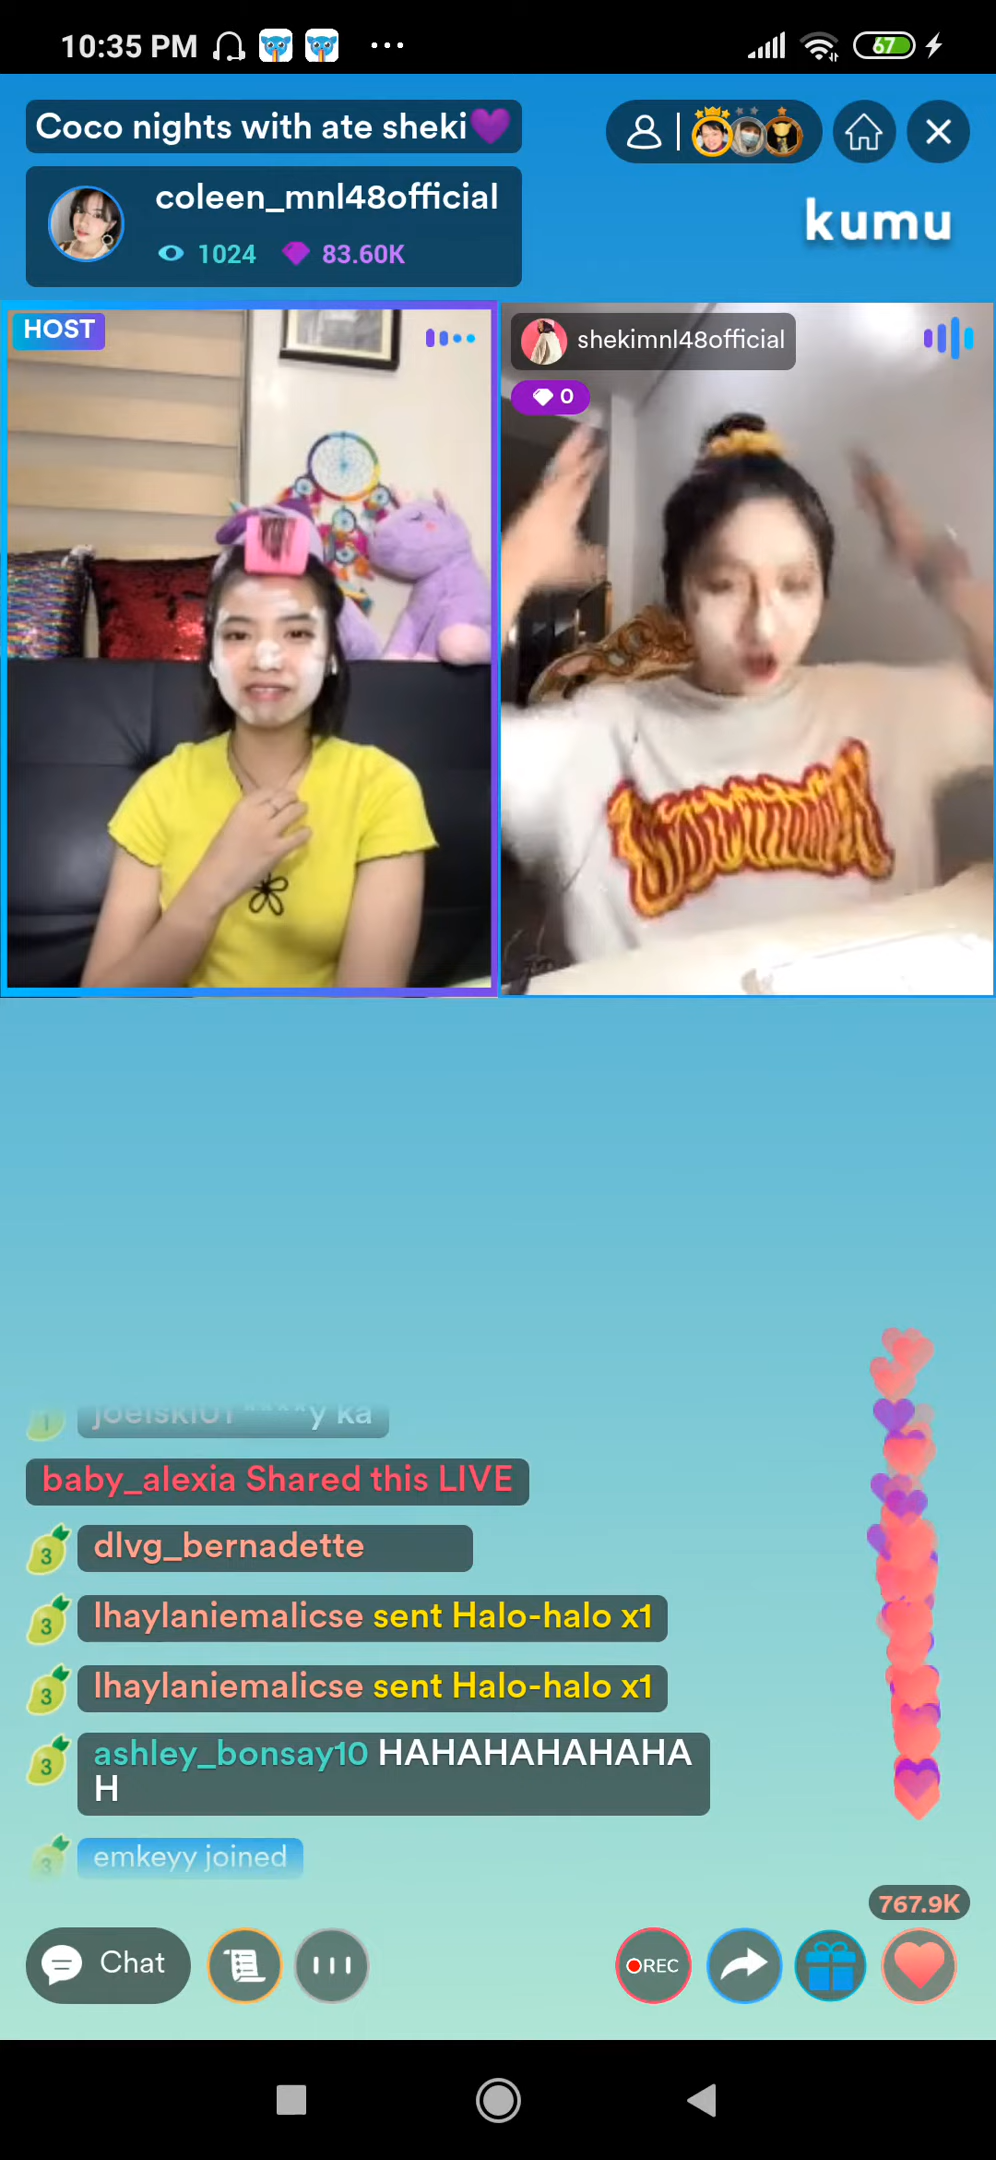 10:35 PM
67
Coco nights with ate sheki
coleen_mnl48official
1024 83.60K
kumu
HOST
shekimnl48official
0
y ka
baby_alexia Shared this LIVE
3 dlvg_bernadette
3 lhaylaniemalicse sent Halo-halo x1
3 lhaylaniemalicse sent Halo-halo x1
3 ashley_bonsay10 HAHAHAHAHAHA
H
3 emkeyy joined
767.9K
Chat
REC